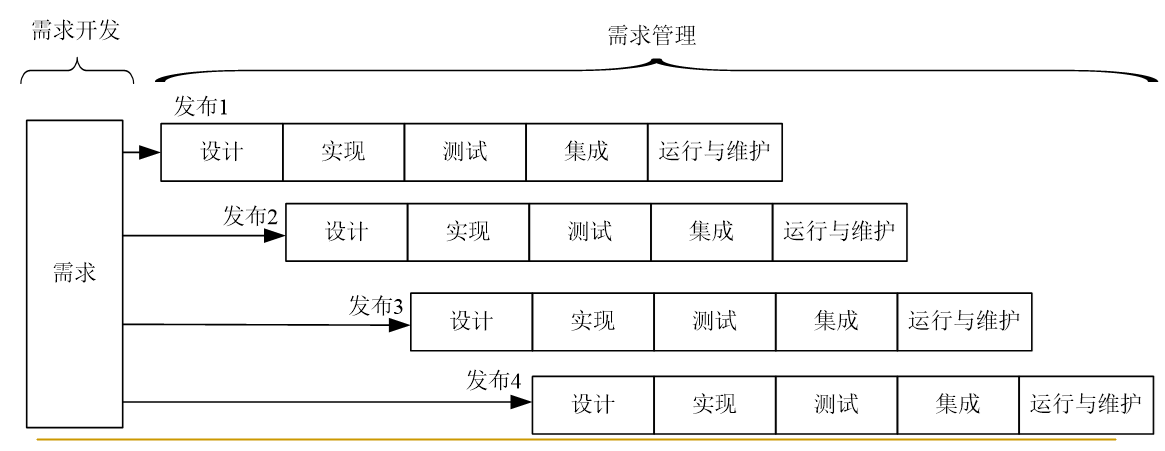 需求开发
需求管理
需求
发布1
设计 实现 测试 集成 运行与维护
发布2
设计 实现 测试 集成 运行与维护
发布3
设计 实现 测试 集成 运行与维护
发布4
设计 实现 测试 集成 运行与维护